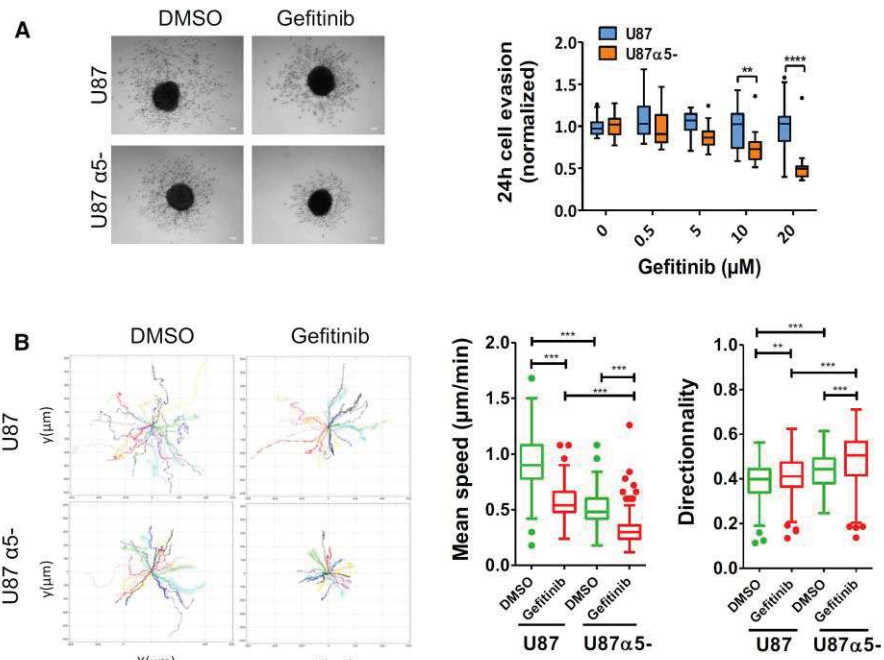 A
DMSO
Gefitinib
U87
U87 α5-
U87
U87α5-
24h cell evasion
(normalized)
2.0
1.5
1.0
0.5
0.0
**
****
0
0.5
5
10
20
Gefitinib (µM)
B
DMSO
Gefitinib
U87
y(µm)
U87 α5-
y(µm)
Mean speed (µm/min)
2.0
1.5
1.0
0.5
0.0
***
***
***
***
DMSO
Gefitinib
DMSO
Gefitinib
U87
U87α5-
Directionnality
1.0
0.8
0.6
0.4
0.2
0.0
***
**
***
***
DMSO
Gefitinib
DMSO
Gefitinib
U87
U87α5-